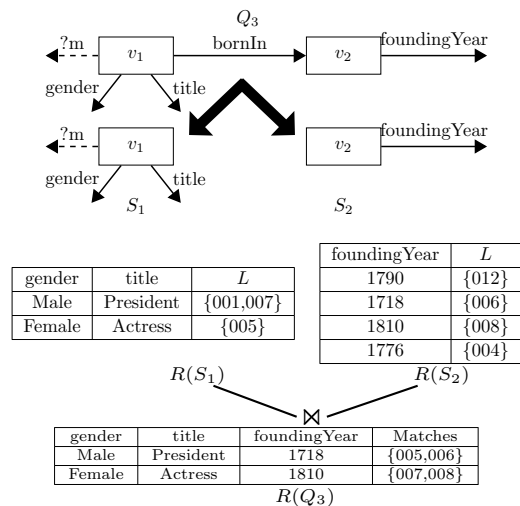 Q3
?m v1 bornIn v2 foundingYear
gender title
?m v1 v2 foundingYear
gender title
S1 S2
gender title L
Male President {001,007}
Female Actress {005}
foundingYear L
1790 {012}
1718 {006}
1810 {008}
1776 {004}
R(S1) R(S2)
⋈
gender title foundingYear Matches
Male President 1718 {005,006}
Female Actress 1810 {007,008}
R(Q3)